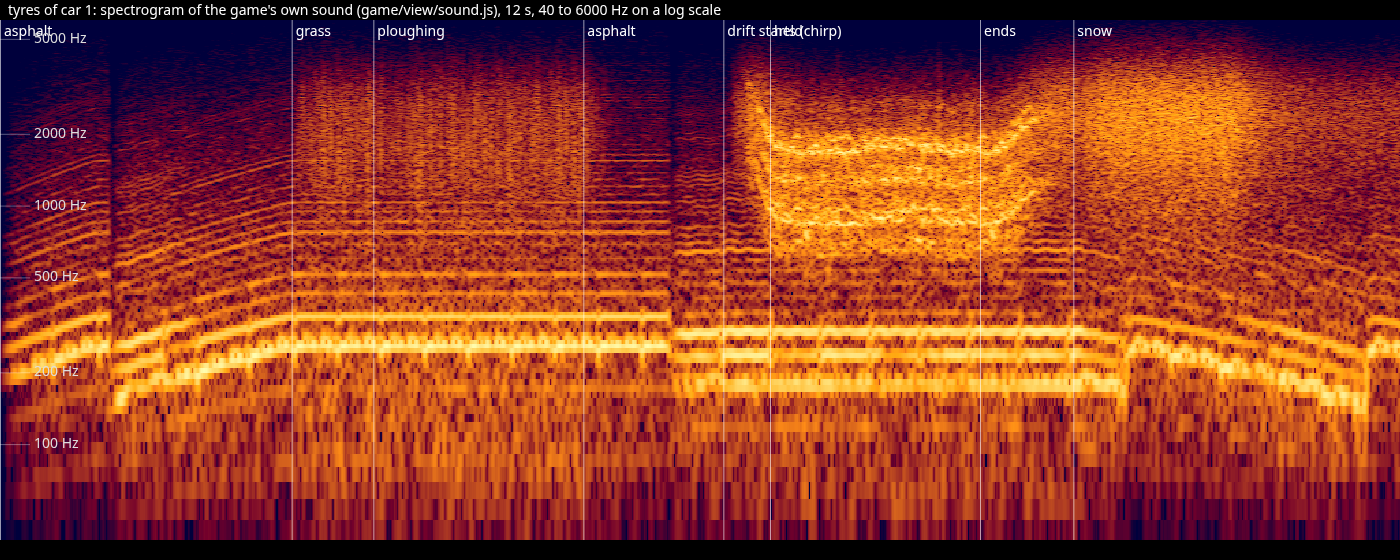 tyres of car 1: spectrogram of the game's own sound (game/view/sound.js), 12 s, 40 to 6000 Hz on a log scale
asphalt grass ploughing asphalt drift starts (chirp) ends snow
5000 Hz
2000 Hz
1000 Hz
500 Hz
200 Hz
100 Hz